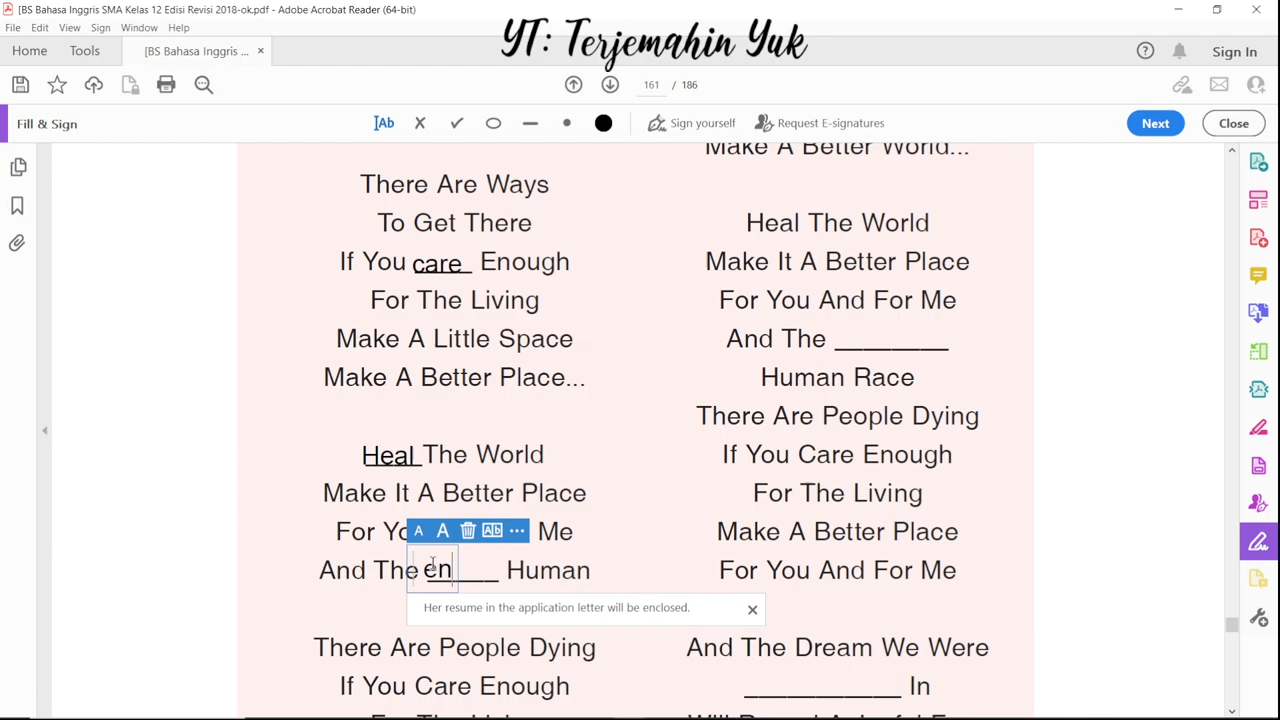 [BS Bahasa Inggris SMA Kelas 12 Edisi Revisi 2018-ok.pdf - Adobe Acrobat Reader (64-bit)
File Edit View Sign Window Help
YT: Terjemahin Yuk
Home Tools [BS Bahasa Inggris ... × Sign In
161 / 186
Fill & Sign
Ab Sign yourself Request E-signatures Next Close
There Are Ways
To Get There
If You care Enough
For The Living
Make A Little Space
Make A Better Place...
Heal The World
Make It A Better Place
For Yo Me
A A Ab ...
And The en_____ Human
Her resume in the application letter will be enclosed.
There Are People Dying
If You Care Enough
Make A Better World...
Heal The World
Make It A Better Place
For You And For Me
And The ________
Human Race
There Are People Dying
If You Care Enough
For The Living
Make A Better Place
For You And For Me
And The Dream We Were
___________ In